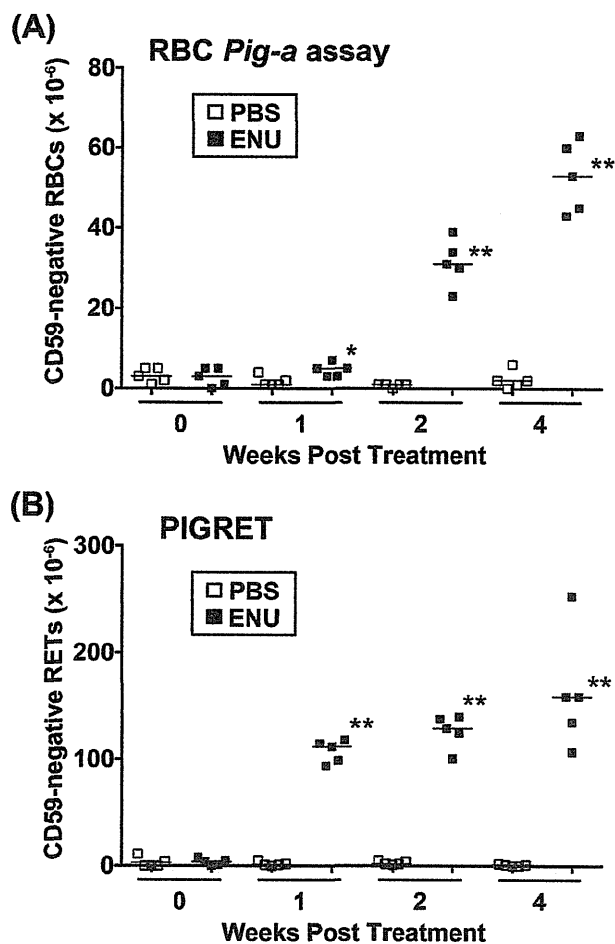 (A)
RBC Pig-a assay
CD59-negative RBCs (x 10-6)
80
60
40
20
0
PBS
ENU
*
**
**
0 1 2 4
Weeks Post Treatment
(B)
PIGRET
CD59-negative RETs (x 10-6)
300
200
100
0
PBS
ENU
**
**
**
0 1 2 4
Weeks Post Treatment